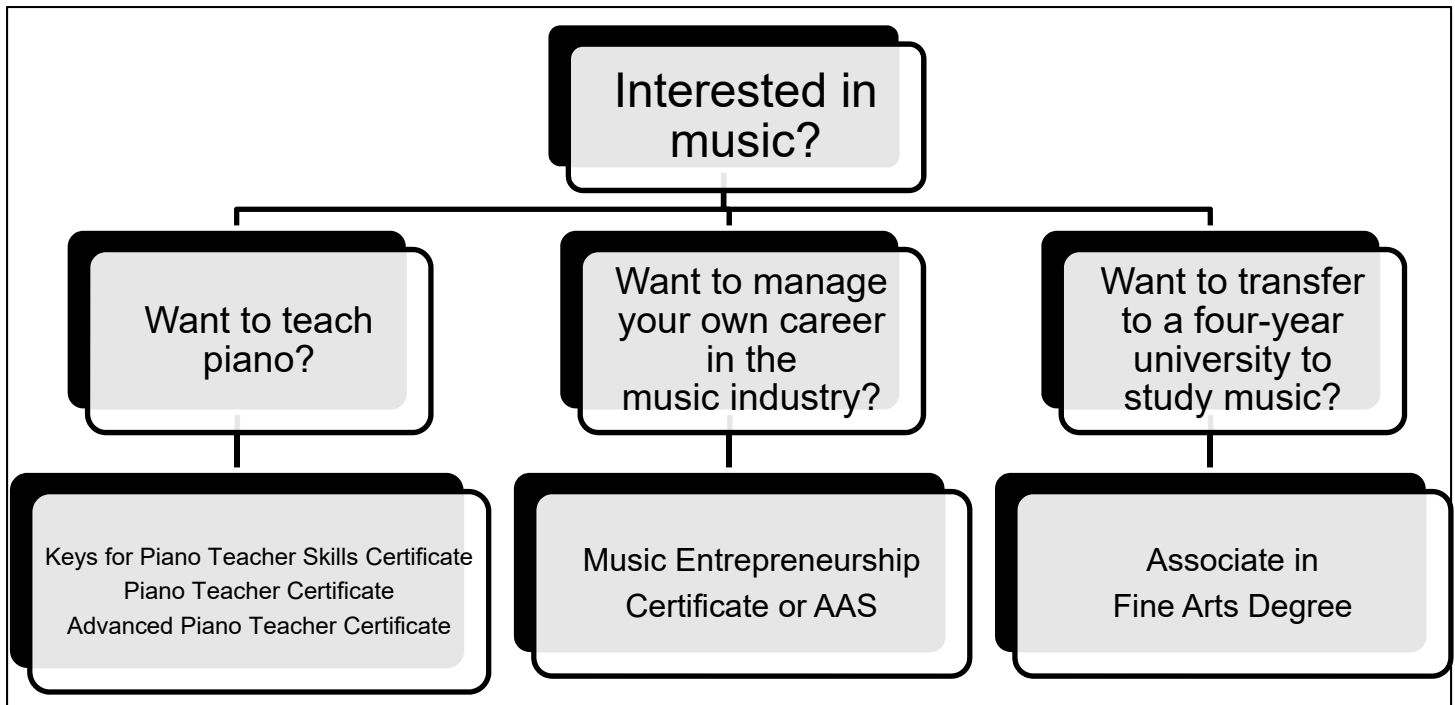 Interested in
music?
Want to teach
piano?
Want to manage
your own career
in the
music industry?
Want to transfer
to a four-year
university to
study music?
Keys for Piano Teacher Skills Certificate
Piano Teacher Certificate
Advanced Piano Teacher Certificate
Music Entrepreneurship
Certificate or AAS
Associate in
Fine Arts Degree